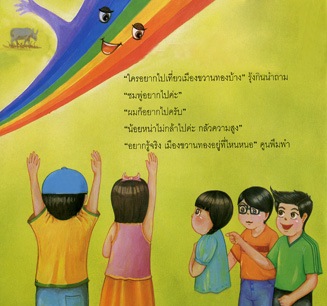 “ใครอยากไปเที่ยวเมืองขวานทองบ้าง” รุ้งกินน้ำถาม
“ชมพู่อยากไปค่ะ”
“ผมก็อยากไปครับ”
“น้อยหน่าไม่กล้าไปค่ะ กลัวความสูง”
“อยากรู้จริง เมืองขวานทองอยู่ที่ไหนหนอ” คูนพึมพำ